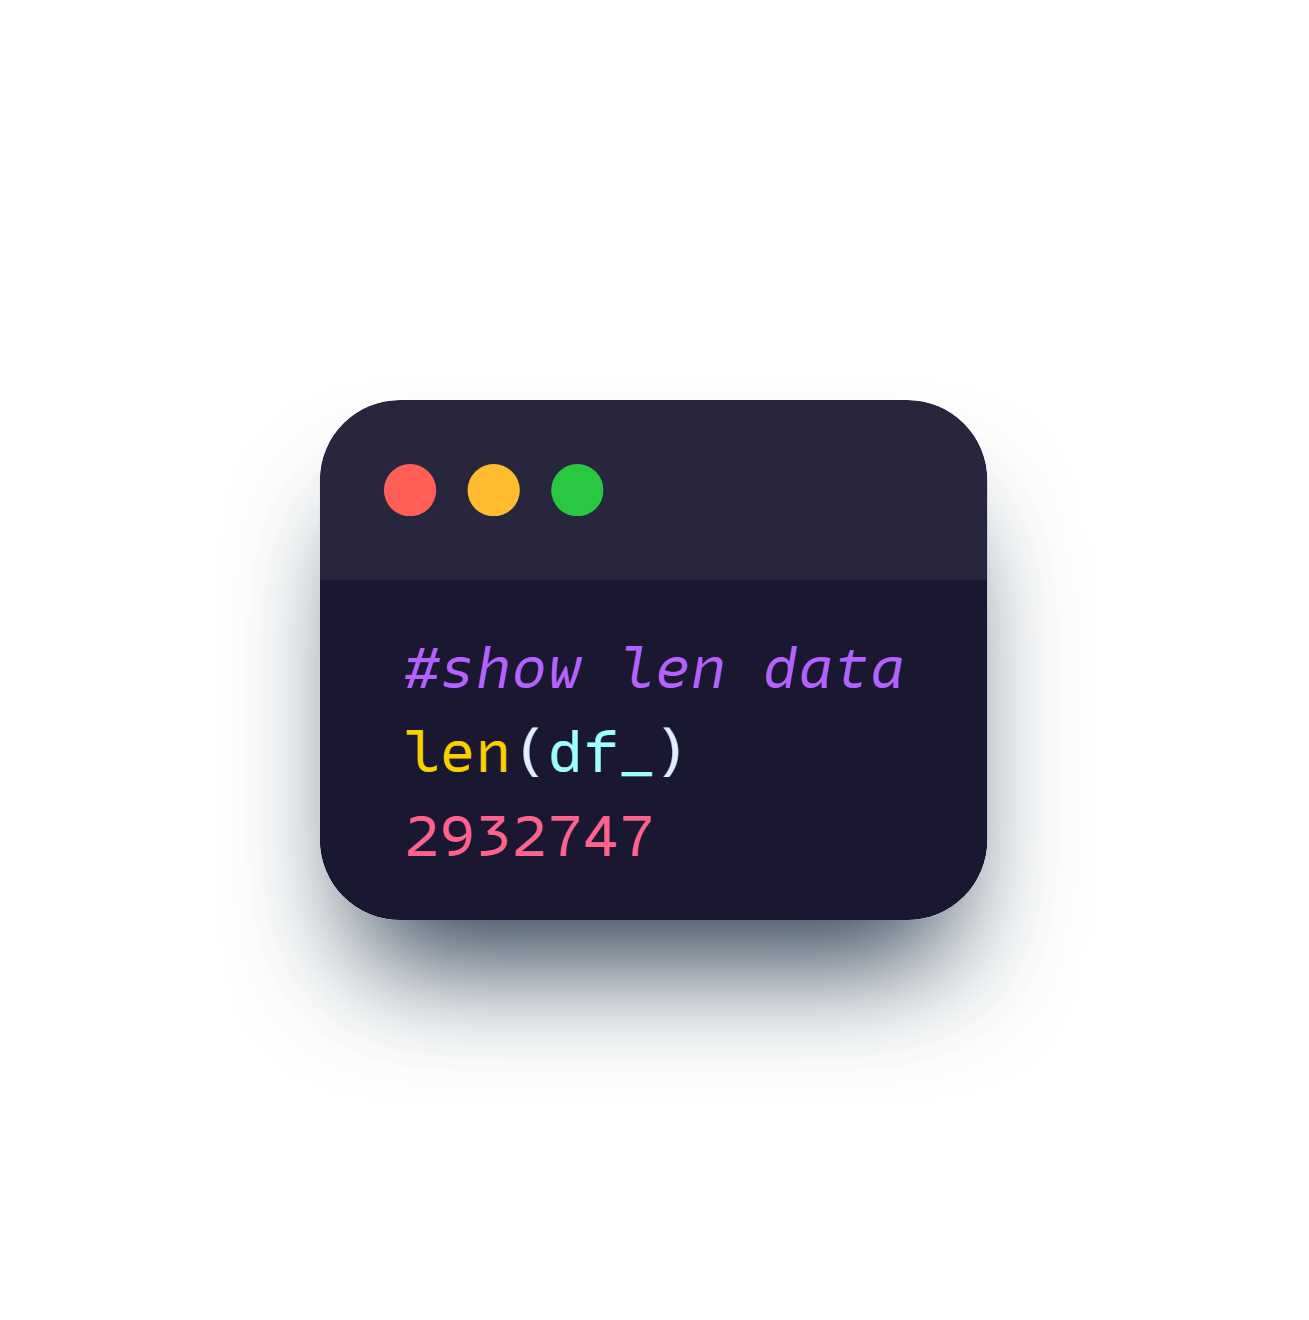 #show len data
len(df_)
2932747